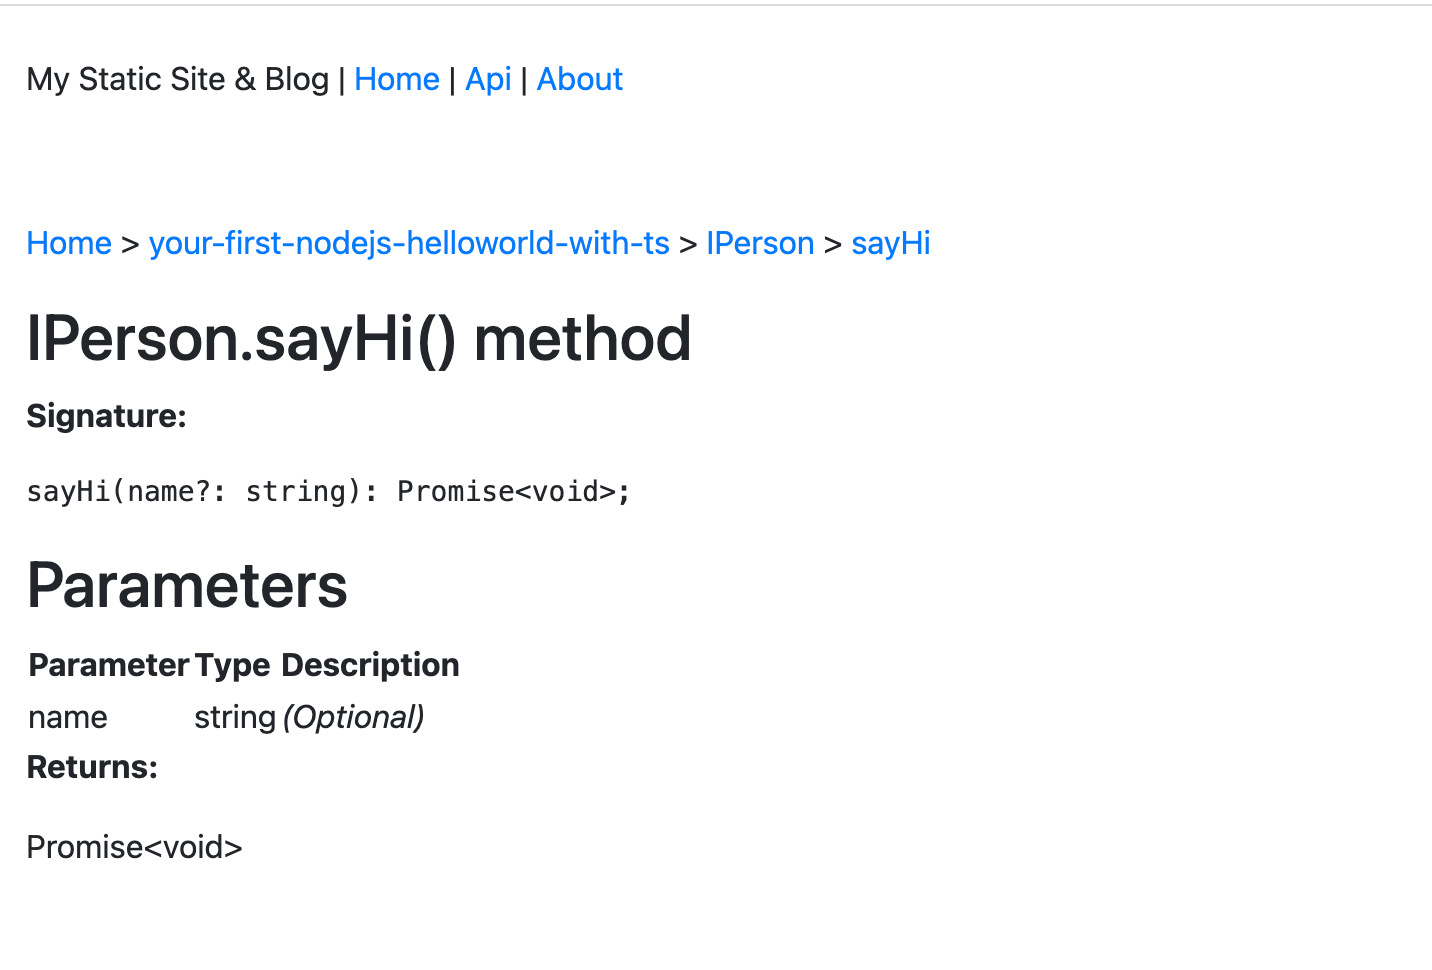 My Static Site & Blog | Home | Api | About
Home > your-first-nodejs-helloworld-with-ts > IPerson > sayHi
IPerson.sayHi() method
Signature:
sayHi(name?: string): Promise<void>;
Parameters
Parameter Type Description
name string (Optional)
Returns:
Promise<void>